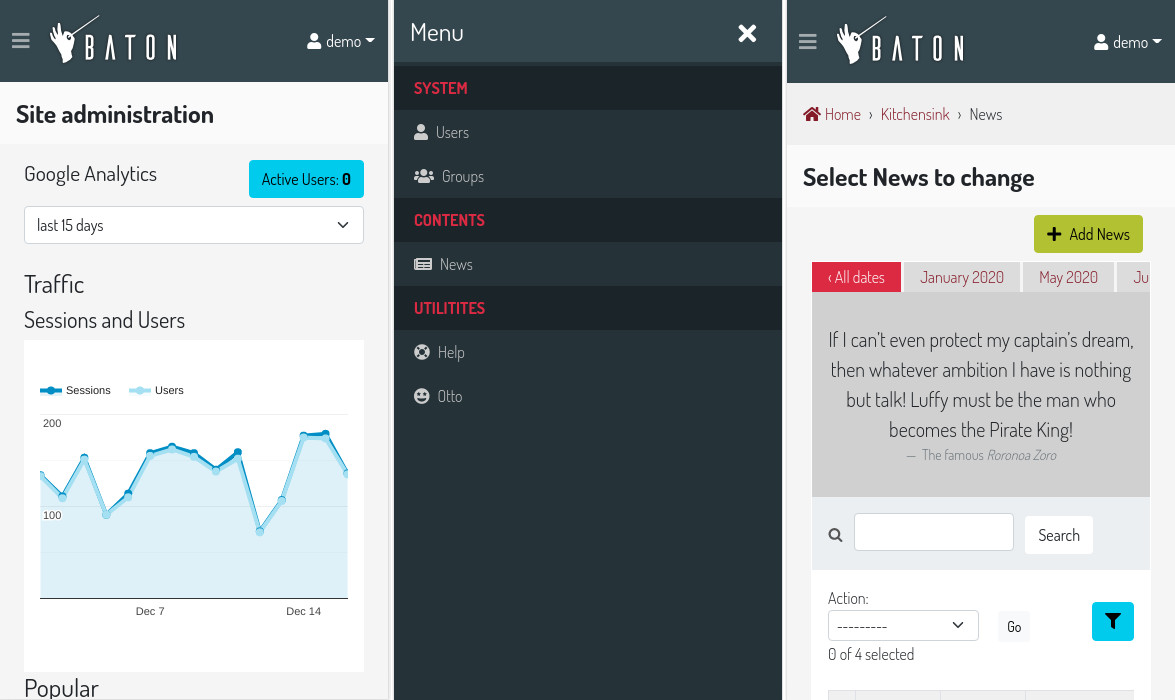 BATON
demo
Site administration
Google Analytics
Active Users: 0
last 15 days
Traffic
Sessions and Users
Sessions
Users
200
100
Dec 7
Dec 14
Popular
Menu
SYSTEM
Users
Groups
CONTENTS
News
UTILITITES
Help
Otto
BATON
demo
Home › Kitchensink › News
Select News to change
Add News
‹ All dates
January 2020
May 2020
Ju
If I can’t even protect my captain’s dream,
then whatever ambition I have is nothing
but talk! Luffy must be the man who
becomes the Pirate King!
— The famous Roronoa Zoro
Search
Action:
---------
Go
0 of 4 selected